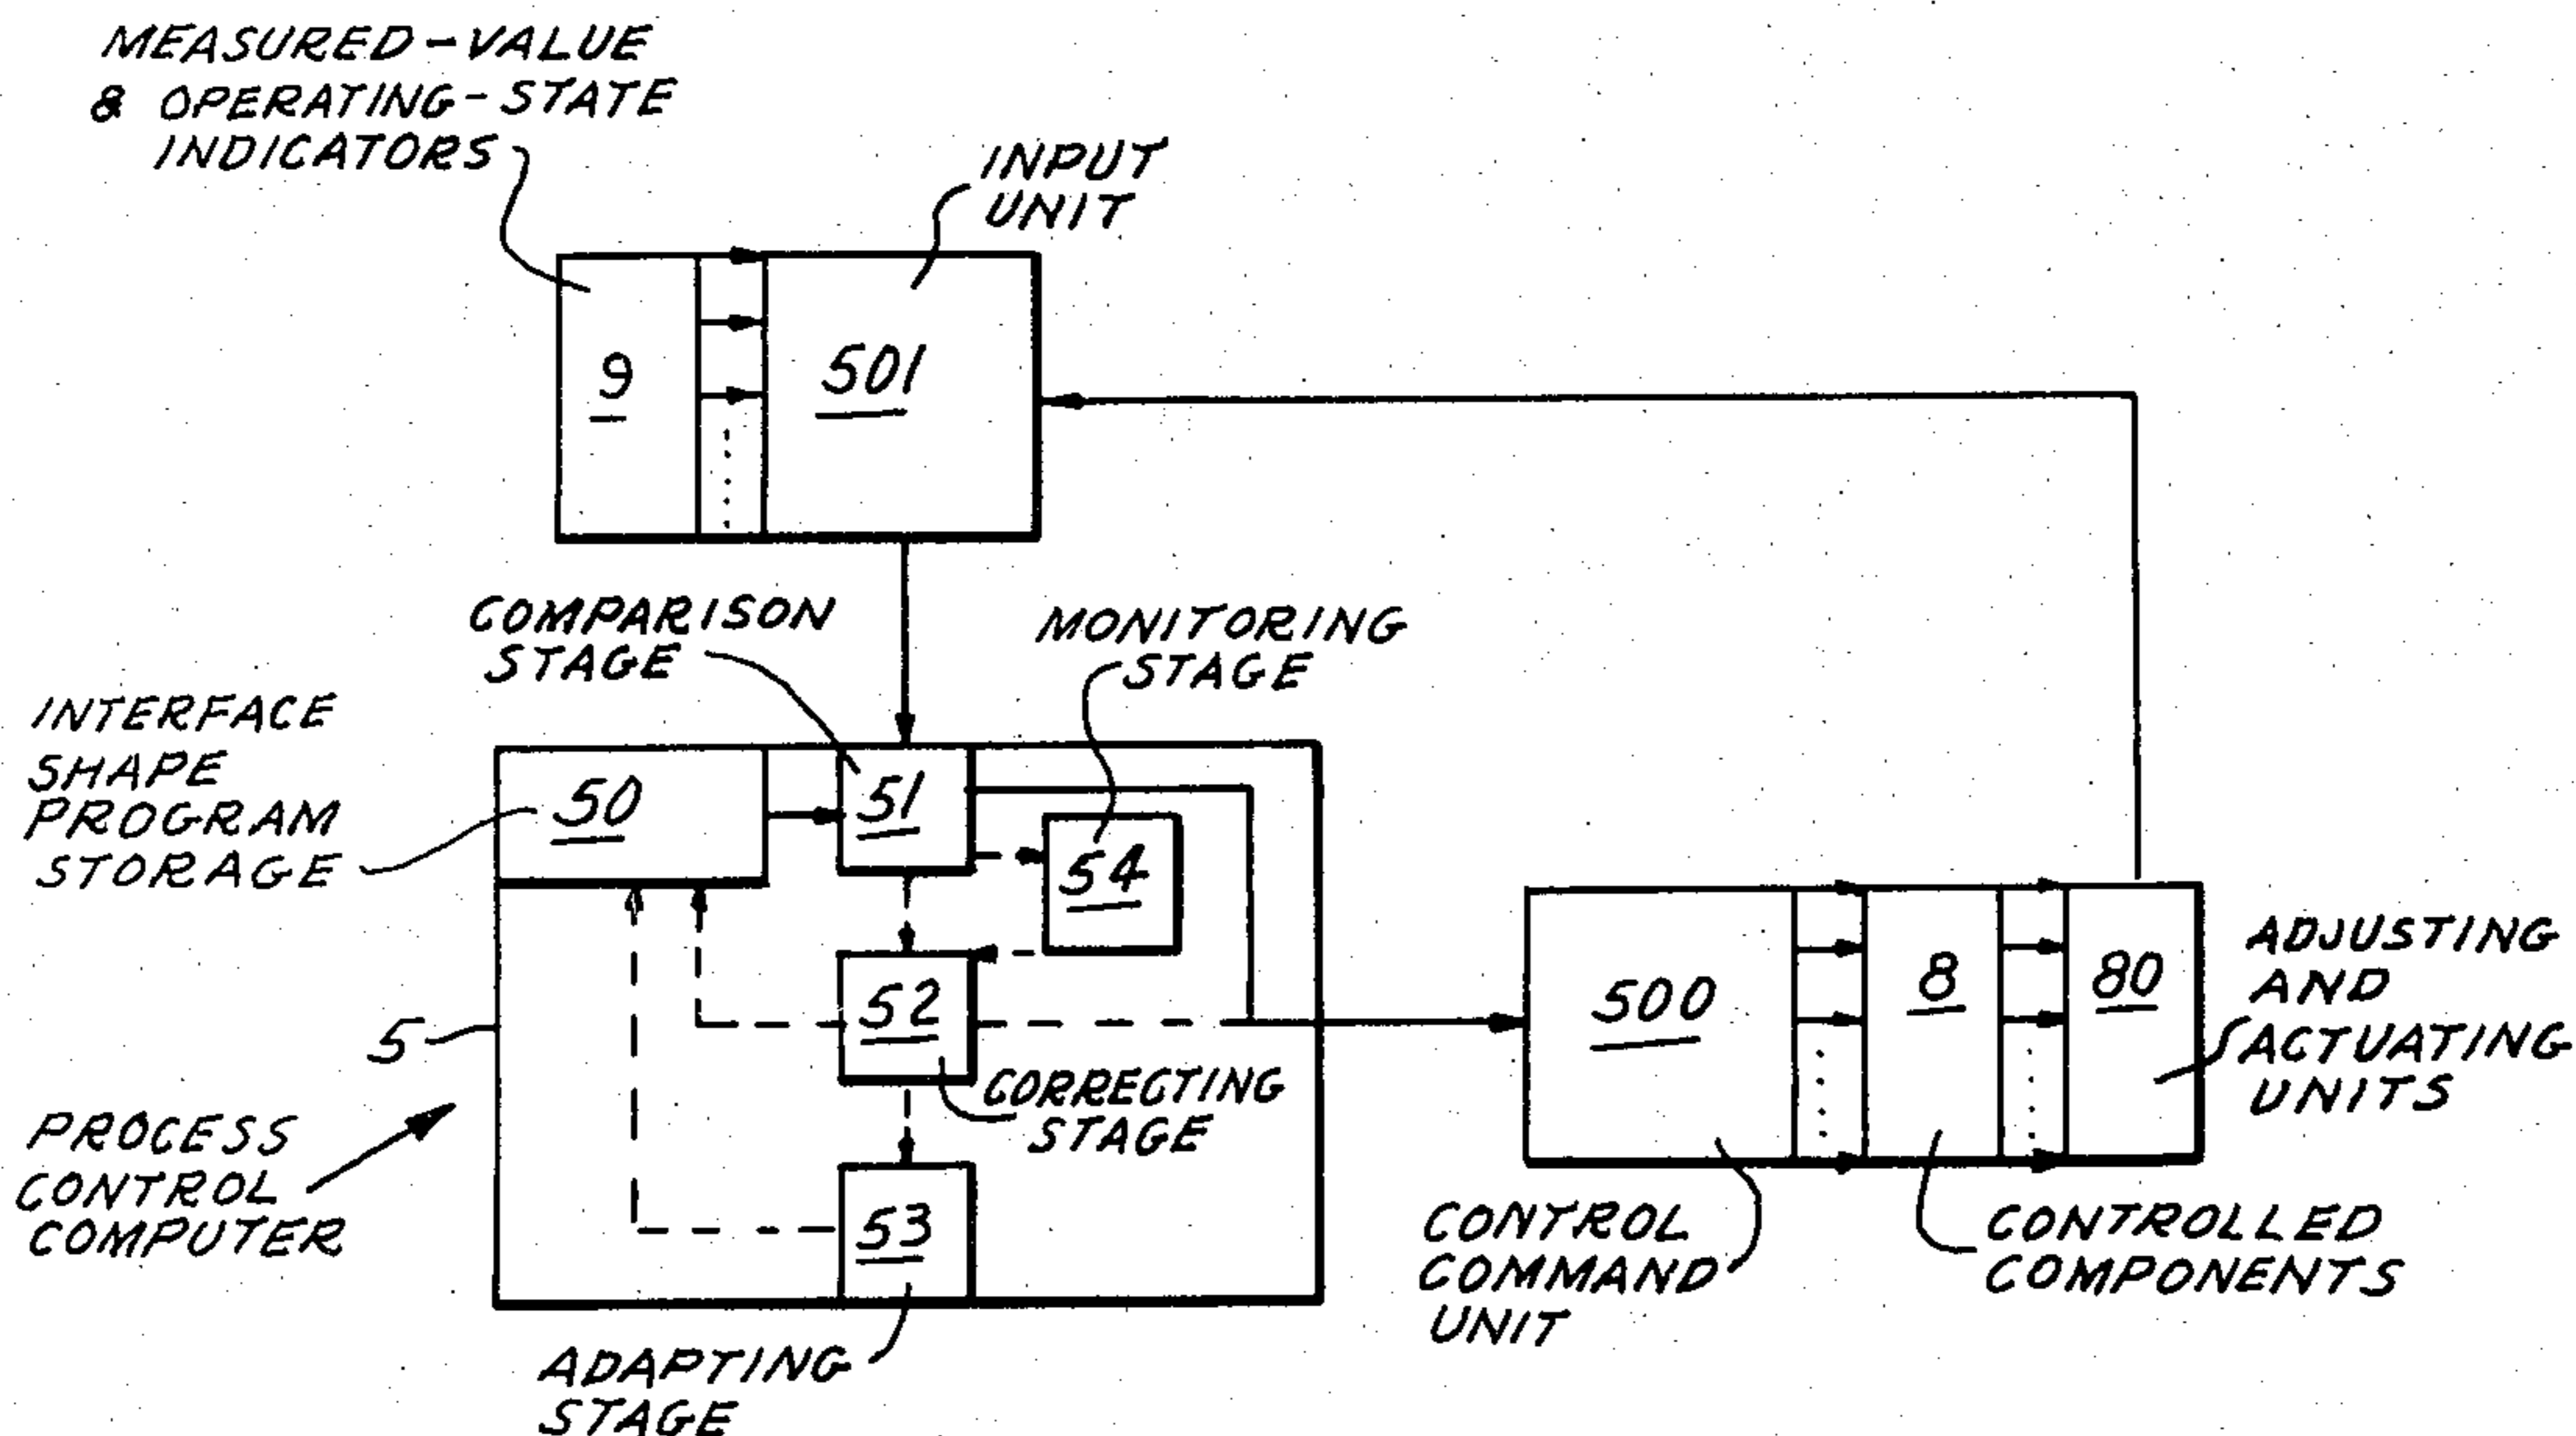 MEASURED-VALUE
& OPERATING-STATE
INDICATORS
INPUT
UNIT
9
501
COMPARISON
STAGE
MONITORING
STAGE
INTERFACE
SHAPE
PROGRAM
STORAGE
50
51
54
52
53
5
CORRECTING
STAGE
PROCESS
CONTROL
COMPUTER
ADAPTING
STAGE
500
8
80
ADJUSTING
AND
ACTUATING
UNITS
CONTROL
COMMAND
UNIT
CONTROLLED
COMPONENTS